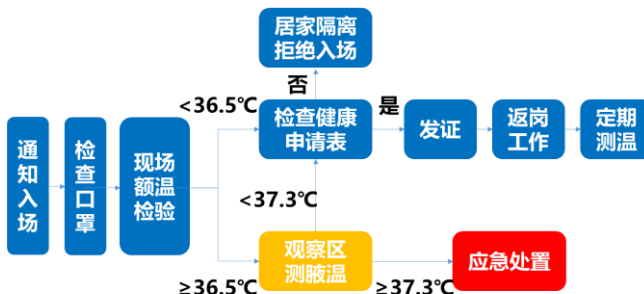 居家隔离
拒绝入场
否
<36.5℃
检查健康
申请表
是
发证
返岗
工作
定期
测温
通知入场
检查口罩
现场
额温
检验
<37.3℃
观察区
测腋温
≥36.5℃
≥37.3℃
应急处置